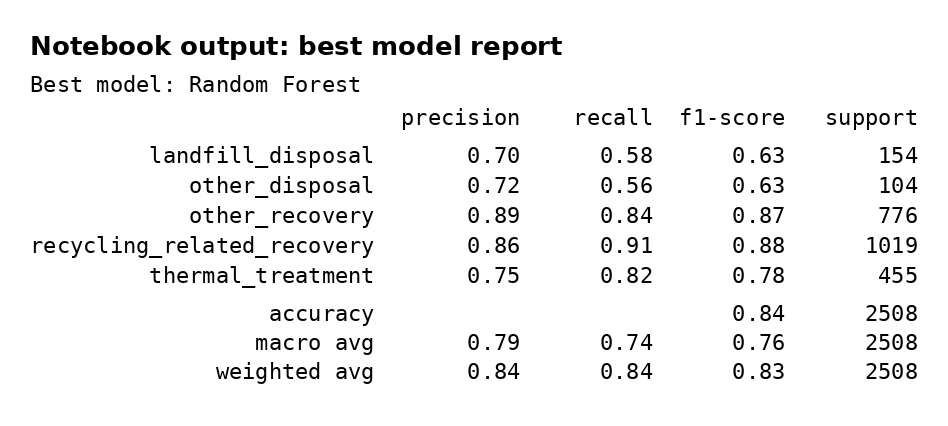 Notebook output: best model report
Best model: Random Forest
precision recall f1-score support
landfill_disposal 0.70 0.58 0.63 154
other_disposal 0.72 0.56 0.63 104
other_recovery 0.89 0.84 0.87 776
recycling_related_recovery 0.86 0.91 0.88 1019
thermal_treatment 0.75 0.82 0.78 455
accuracy 0.84 2508
macro avg 0.79 0.74 0.76 2508
weighted avg 0.84 0.84 0.83 2508